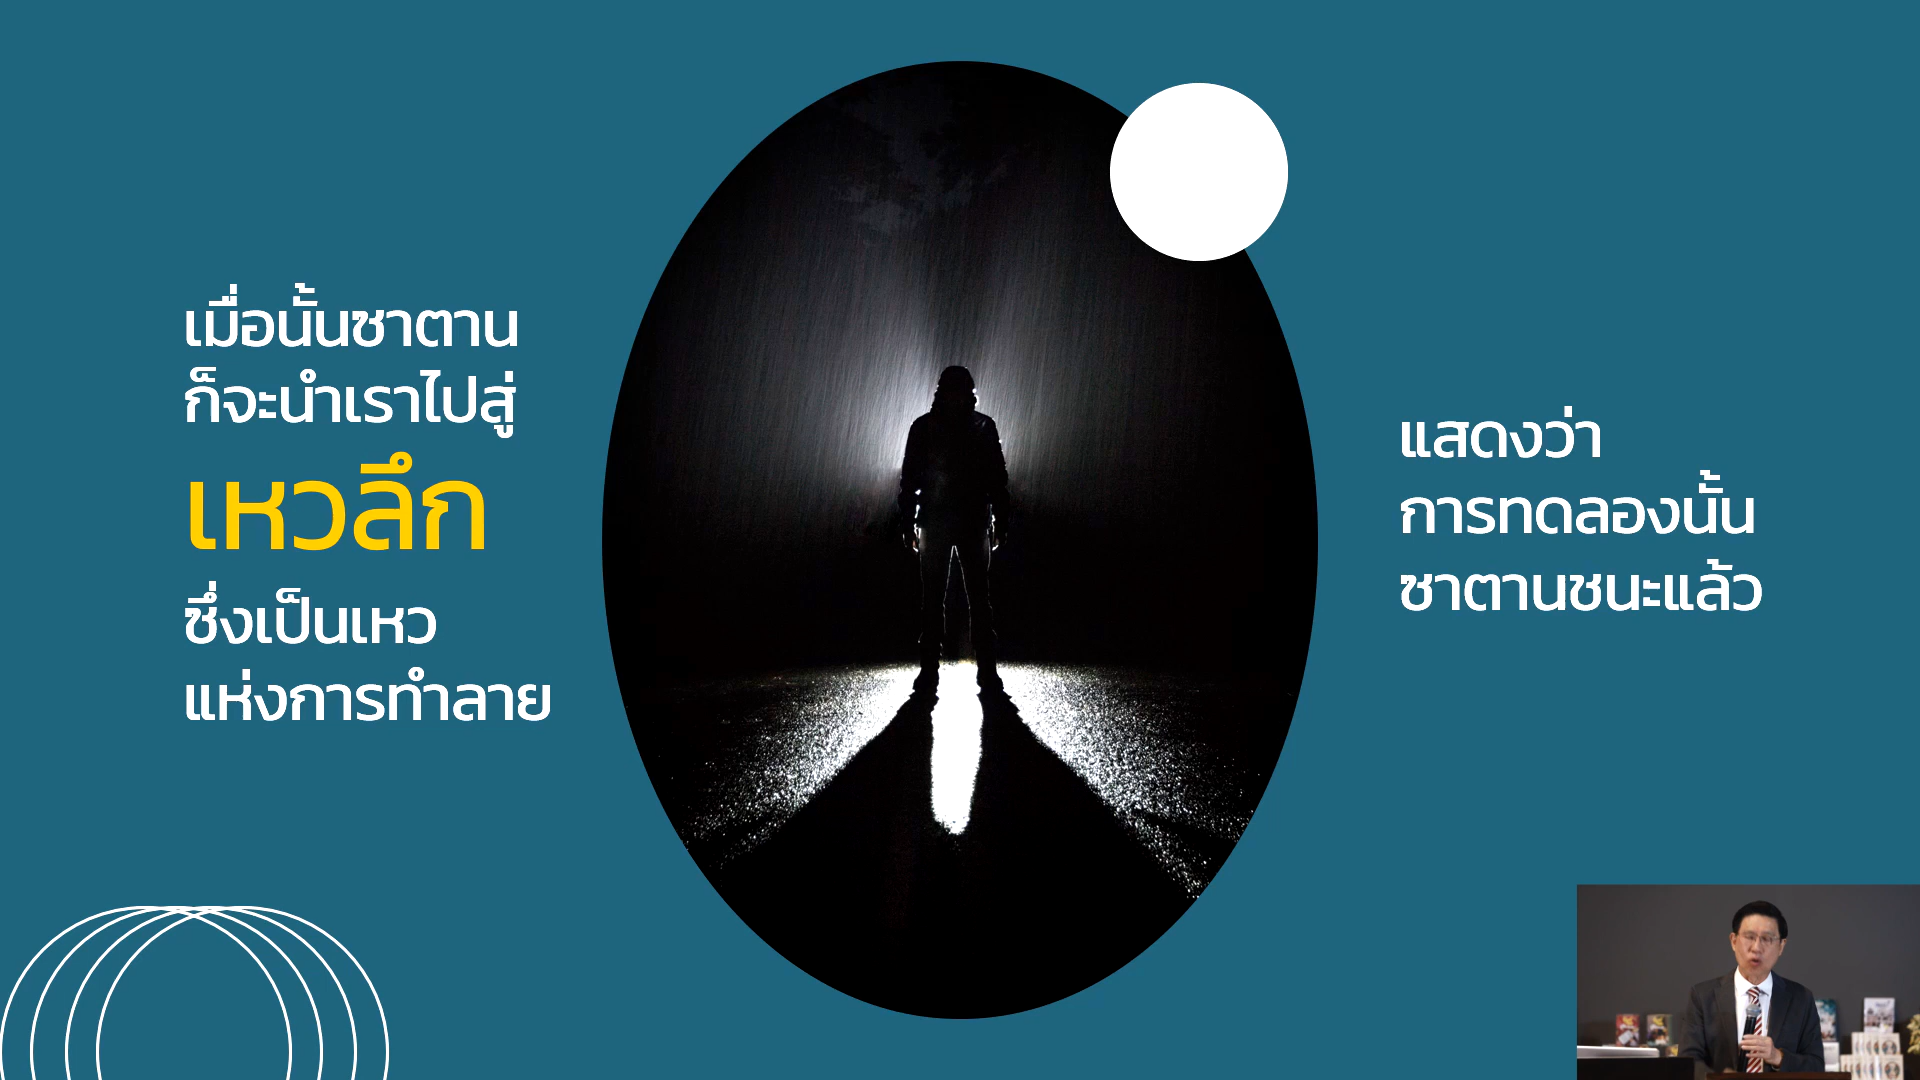 เมื่อนั้นซาตาน
ก็จะนำเราไปสู่
เหวลึก
ซึ่งเป็นเหว
แห่งการทำลาย
แสดงว่า
การทดลองนั้น
ซาตานชนะแล้ว